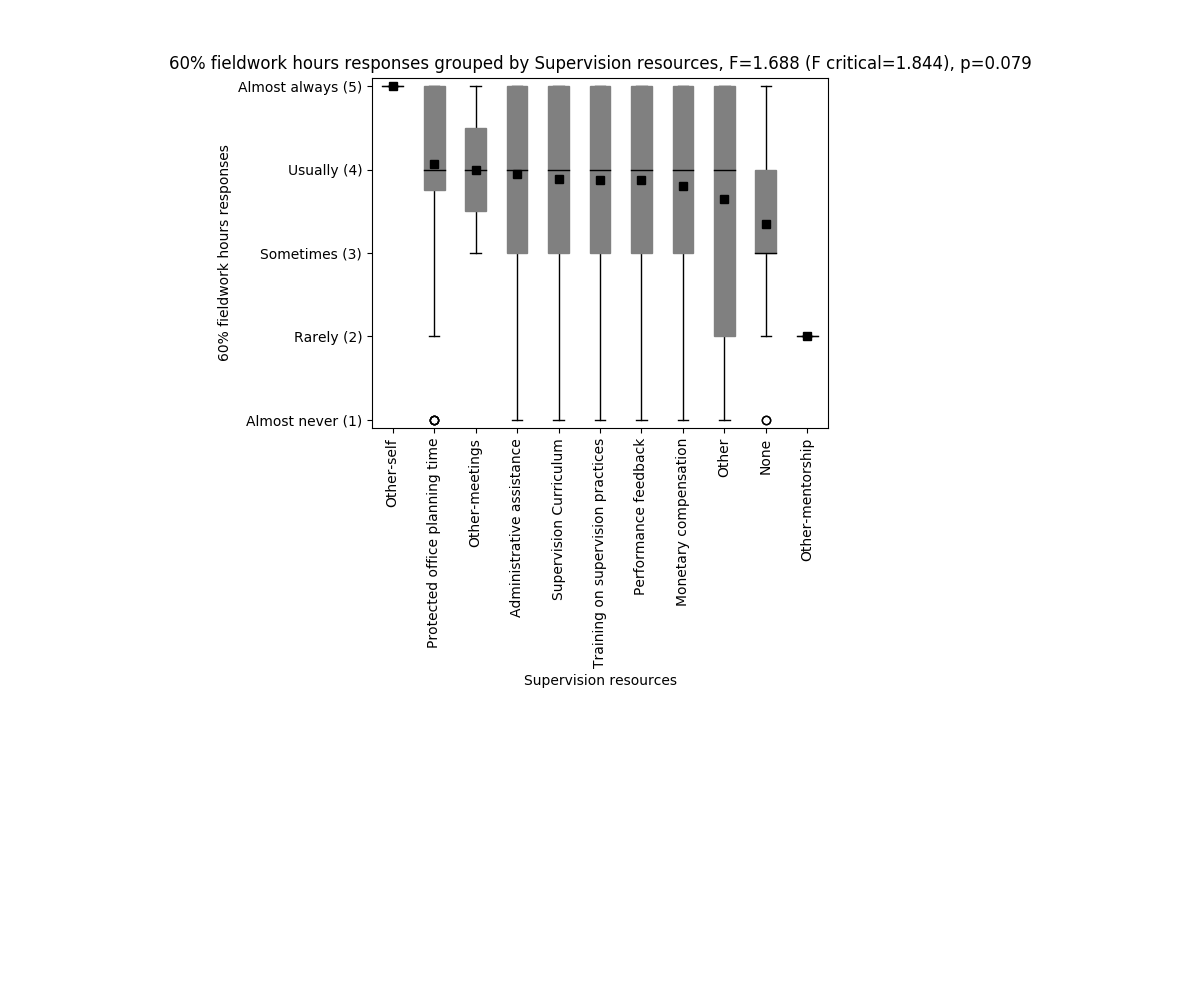 60% fieldwork hours responses grouped by Supervision resources, F=1.688 (F critical=1.844), p=0.079
60% fieldwork hours responses
Almost always (5)
Usually (4)
Sometimes (3)
Rarely (2)
Almost never (1)
Other-self
Protected office planning time
Other-meetings
Administrative assistance
Supervision Curriculum
Training on supervision practices
Performance feedback
Monetary compensation
Other
None
Other-mentorship
Supervision resources